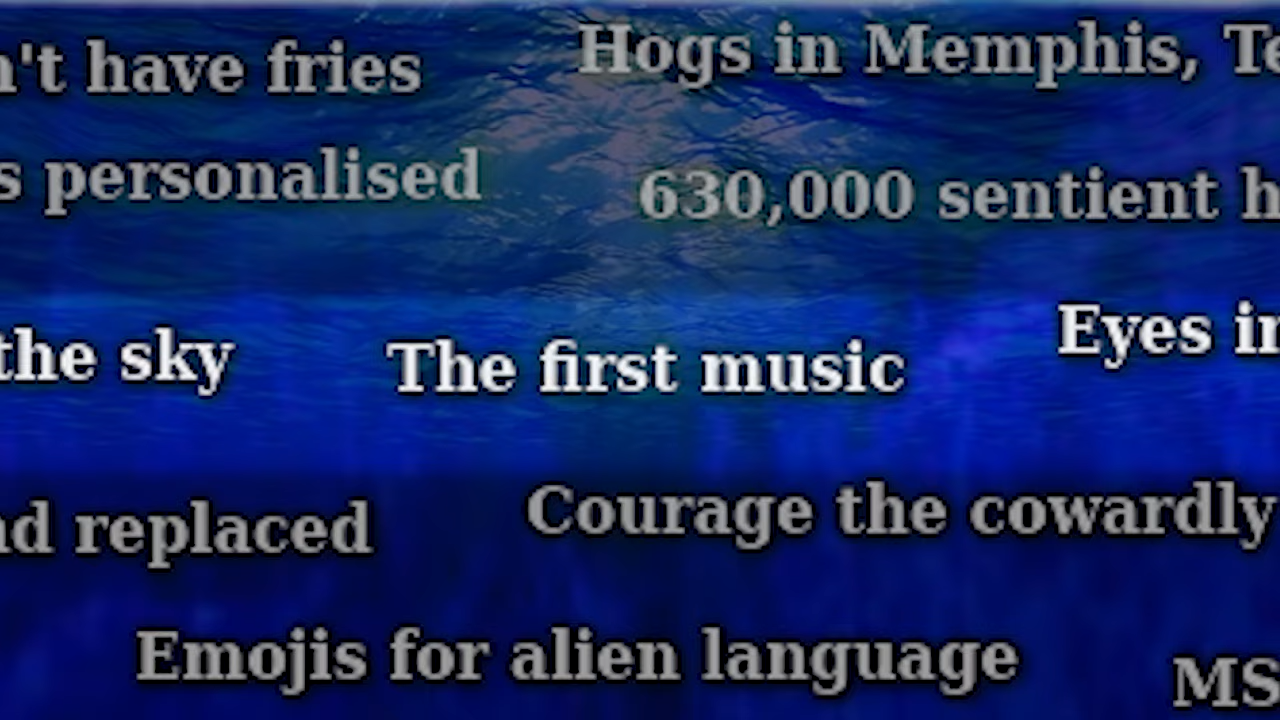 n't have fries
Hogs in Memphis, Te
s personalised
630,000 sentient h
the sky
The first music
Eyes in
nd replaced
Courage the cowardly
Emojis for alien language
MS